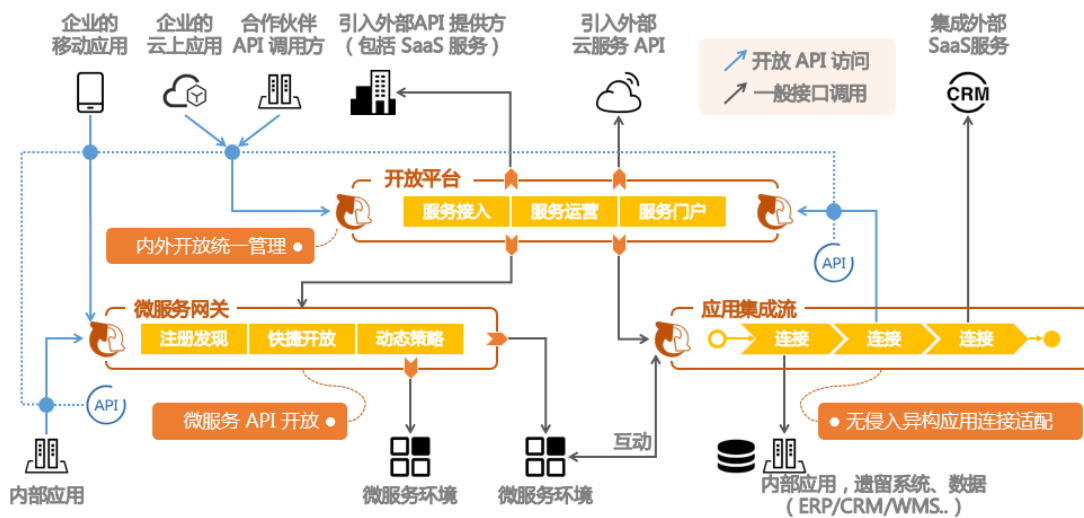 企业的
移动应用
企业的
云上应用
合作伙伴
API 调用方
引入外部API 提供方
（包括 SaaS 服务）
引入外部
云服务 API
集成外部
SaaS服务
开放 API 访问
一般接口调用
CRM
开放平台
服务接入
服务运营
服务门户
内外开放统一管理
API
微服务网关
注册发现
快捷开放
动态策略
应用集成流
连接
连接
连接
API
微服务 API 开放
无侵入异构应用连接适配
互动
内部应用
微服务环境
微服务环境
内部应用，遗留系统、数据
（ERP/CRM/WMS..）